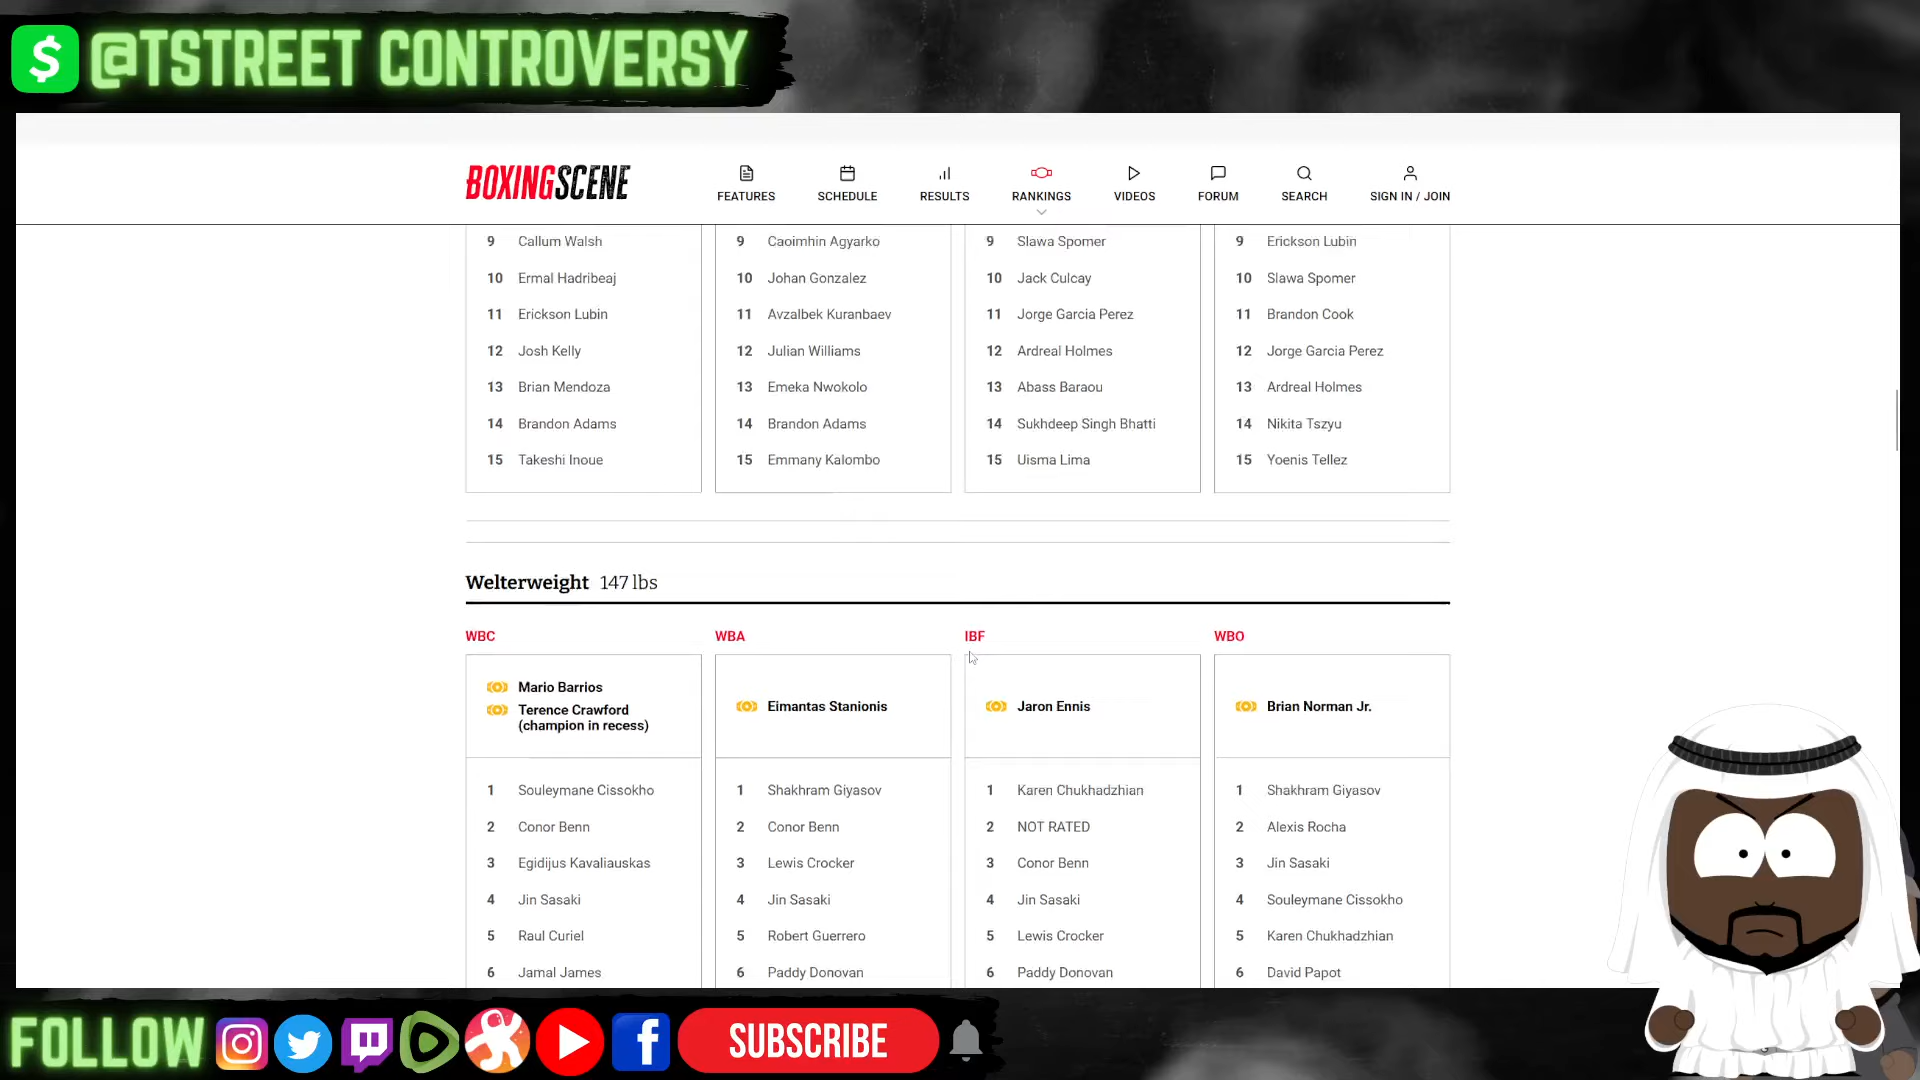 $ @TSTREET CONTROVERSY
BOXINGSCENE
FEATURES SCHEDULE RESULTS RANKINGS VIDEOS FORUM SEARCH SIGN IN / JOIN
9 Callum Walsh
10 Ermal Hadribeaj
11 Erickson Lubin
12 Josh Kelly
13 Brian Mendoza
14 Brandon Adams
15 Takeshi Inoue
9 Caoimhin Agyarko
10 Johan Gonzalez
11 Avzalbek Kuranbaev
12 Julian Williams
13 Emeka Nwokolo
14 Brandon Adams
15 Emmany Kalombo
9 Slawa Spomer
10 Jack Culcay
11 Jorge Garcia Perez
12 Ardreal Holmes
13 Abass Baraou
14 Sukhdeep Singh Bhatti
15 Uisma Lima
9 Erickson Lubin
10 Slawa Spomer
11 Brandon Cook
12 Jorge Garcia Perez
13 Ardreal Holmes
14 Nikita Tszyu
15 Yoenis Tellez
Welterweight 147 lbs
WBC
Mario Barrios
Terence Crawford
(champion in recess)
1 Souleymane Cissokho
2 Conor Benn
3 Egidijus Kavaliauskas
4 Jin Sasaki
5 Raul Curiel
6 Jamal James
WBA
Eimantas Stanionis
1 Shakhram Giyasov
2 Conor Benn
3 Lewis Crocker
4 Jin Sasaki
5 Robert Guerrero
6 Paddy Donovan
IBF
Jaron Ennis
1 Karen Chukhadzhian
2 NOT RATED
3 Conor Benn
4 Jin Sasaki
5 Lewis Crocker
6 Paddy Donovan
WBO
Brian Norman Jr.
1 Shakhram Giyasov
2 Alexis Rocha
3 Jin Sasaki
4 Souleymane Cissokho
5 Karen Chukhadzhian
6 David Papot
FOLLOW
SUBSCRIBE